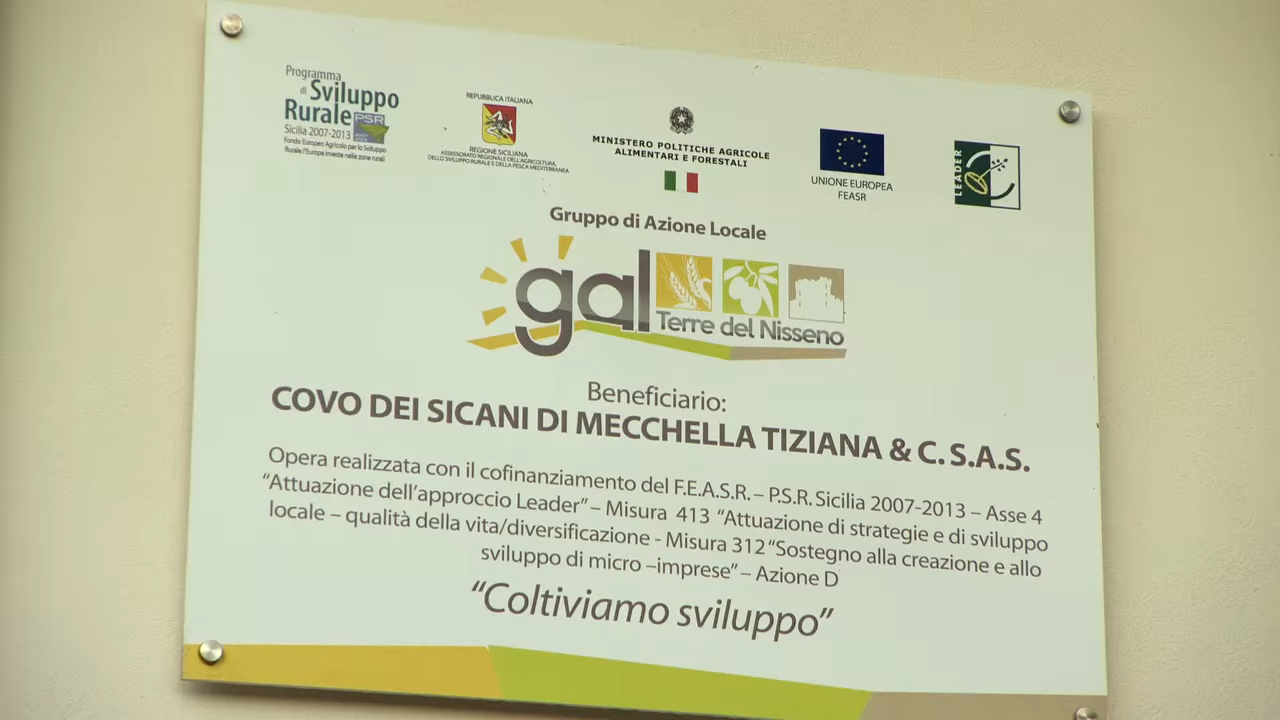 Programma
di Sviluppo
Rurale PSR
Sicilia 2007-2013
Fondo Europeo Agricolo per lo Sviluppo
Rurale: l'Europa investe nelle zone rurali
REPUBBLICA ITALIANA
REGIONE SICILIANA
ASSESSORATO REGIONALE DELL'AGRICOLTURA,
DELLO SVILUPPO RURALE E DELLA PESCA MEDITERRANEA
MINISTERO POLITICHE AGRICOLE
ALIMENTARI E FORESTALI
UNIONE EUROPEA
FEASR
LEADER
Gruppo di Azione Locale
gal
Terre del Nisseno
Beneficiario:
COVO DEI SICANI DI MECCHELLA TIZIANA & C. S.A.S.
Opera realizzata con il cofinanziamento del F.E.A.S.R. – P.S.R. Sicilia 2007-2013 – Asse 4
“Attuazione dell’approccio Leader” – Misura 413 “Attuazione di strategie e di sviluppo
locale – qualità della vita/diversificazione - Misura 312 “Sostegno alla creazione e allo
sviluppo di micro –imprese” – Azione D
“Coltiviamo sviluppo”